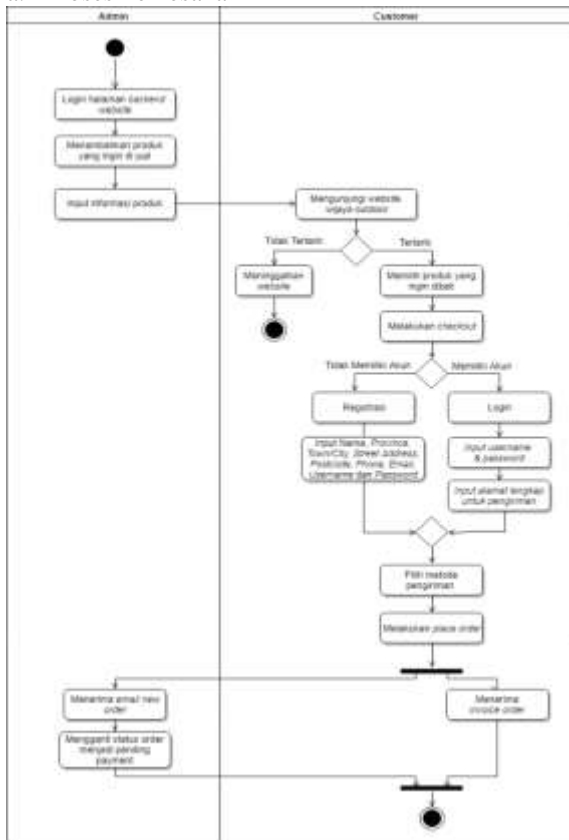 Admin
Customer
Login halaman backend
website
Menambahkan produk
yang ingin di jual
Input informasi produk
Mengunjungi website
wijaya outdoor
Tidak Tertarik
Tertarik
Meninggalkan
website
Memilih produk yang
ingin dibeli
Melakukan checkout
Tidak Memiliki Akun
Memiliki Akun
Registrasi
Login
Input Name, Province,
Town/City, Street Address,
Postcode, Phone, Email,
Username dan Password
Input username
& password
Input alamat lengkap
untuk pengiriman
Pilih metode
pengiriman
Melakukan place order
Menerima email new
order
Menerima
invoice order
Mengganti status order
menjadi pending
payment